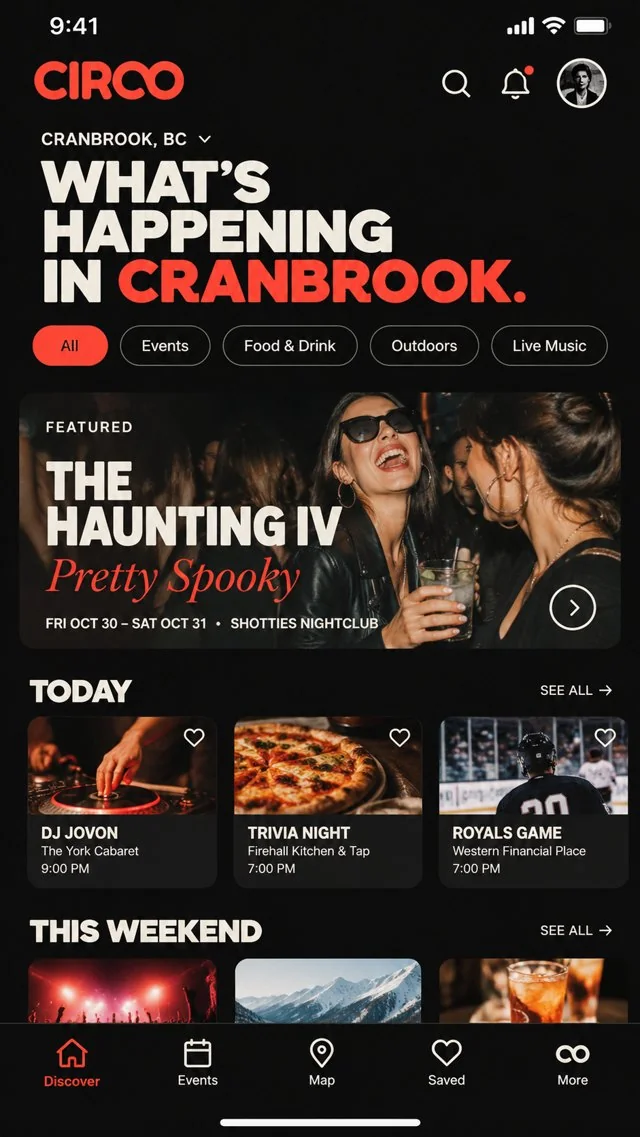 9:41
CIRCO
CRANBROOK, BC
WHAT'S
HAPPENING
IN CRANBROOK.
All
Events
Food & Drink
Outdoors
Live Music
FEATURED
THE
HAUNTING IV
Pretty Spooky
FRI OCT 30 – SAT OCT 31 • SHOTTIES NIGHTCLUB
TODAY
SEE ALL →
20
DJ JOVON
The York Cabaret
9:00 PM
TRIVIA NIGHT
Firehall Kitchen & Tap
7:00 PM
ROYALS GAME
Western Financial Place
7:00 PM
THIS WEEKEND
SEE ALL →
Discover
Events
Map
Saved
More